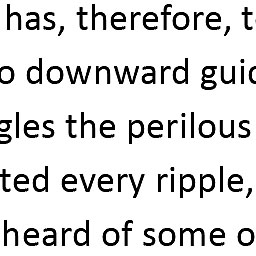 has, therefore, t
o downward guid
gles the perilous
ted every ripple,
heard of some o